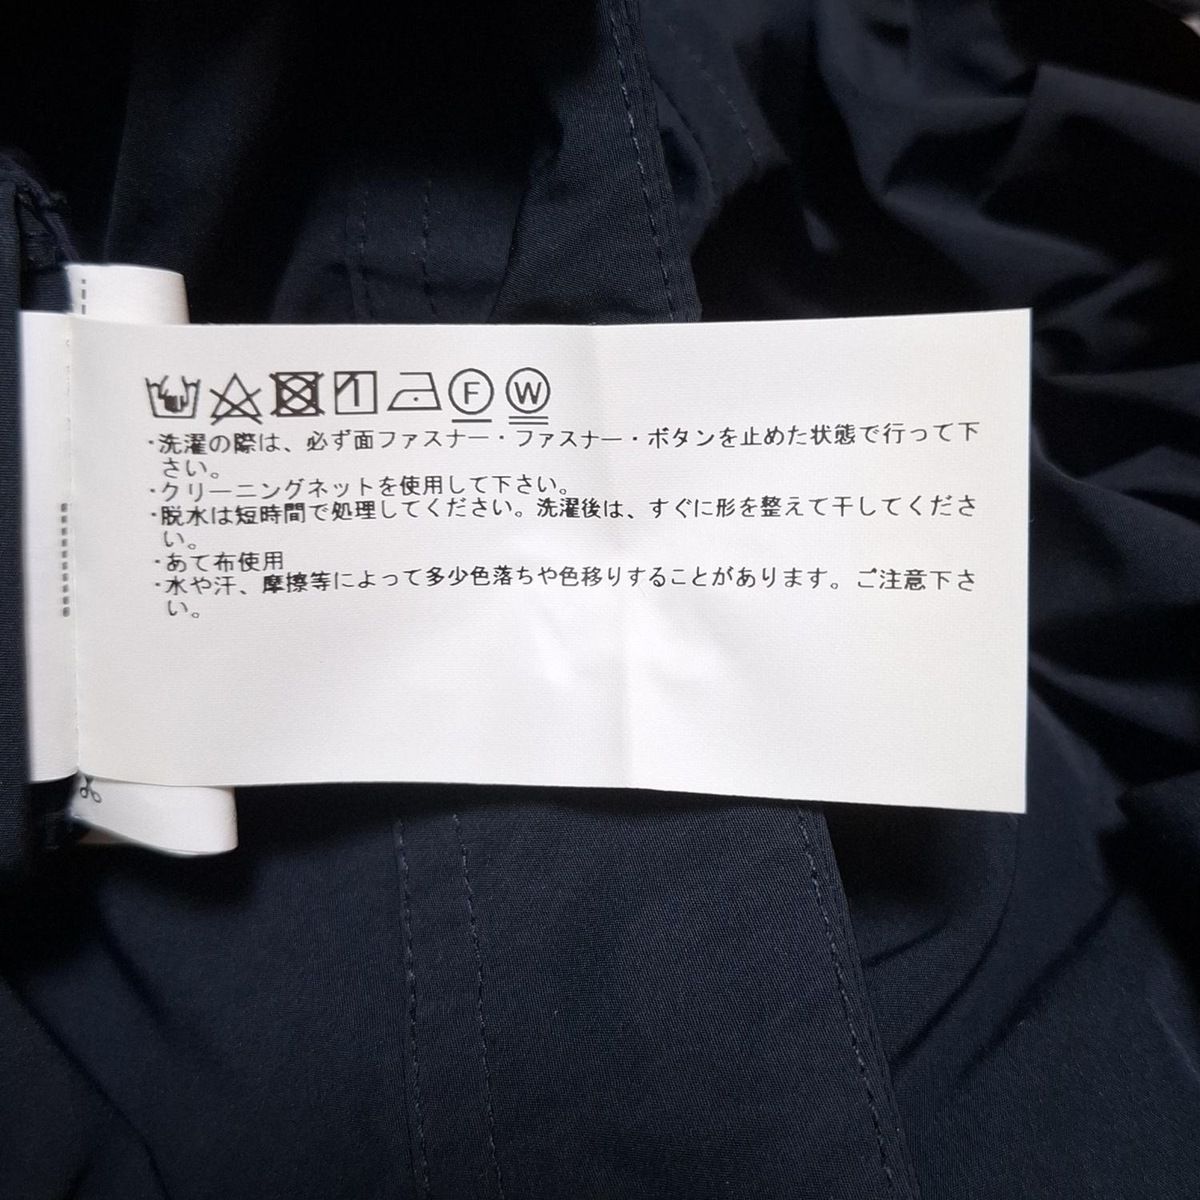 F W
・洗濯の際は、必ず面ファスナー・ファスナー・ボタンを止めた状態で行って下
さい。
・クリーニングネットを使用して下さい。
・脱水は短時間で処理してください。洗濯後は、すぐに形を整えて干してくださ
い。
・あて布使用
・水や汗、摩擦等によって多少色落ちや色移りすることがあります。ご注意下さ
い。